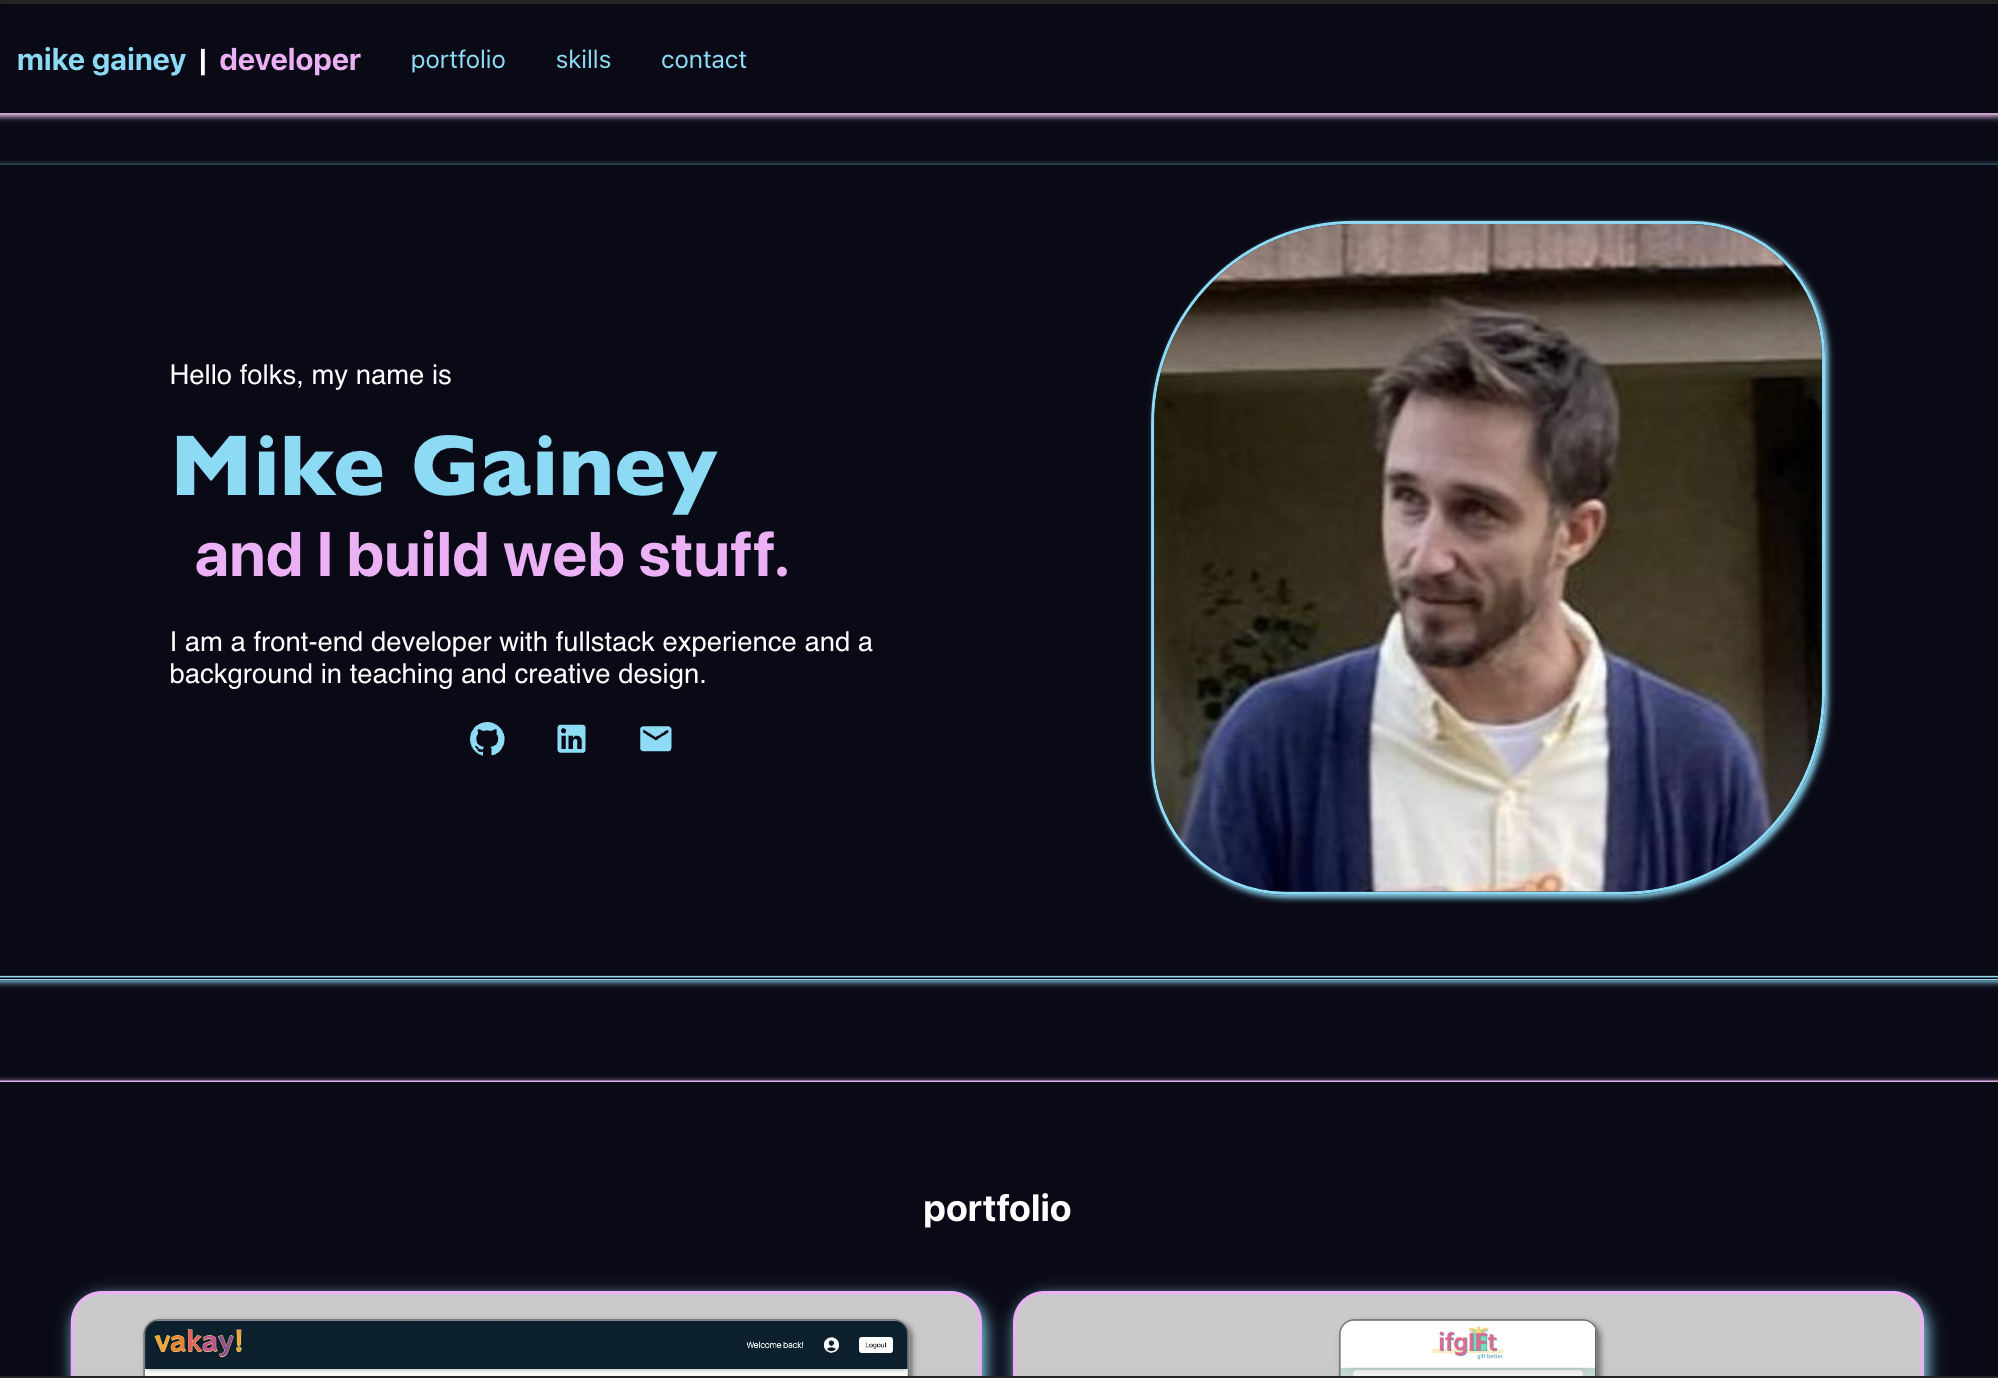 mike gainey | developer portfolio skills contact
Hello folks, my name is
Mike Gainey
and I build web stuff.
I am a front-end developer with fullstack experience and a
background in teaching and creative design.
portfolio
vakay! Welcome back! Logout
ifgIFt
gift better.